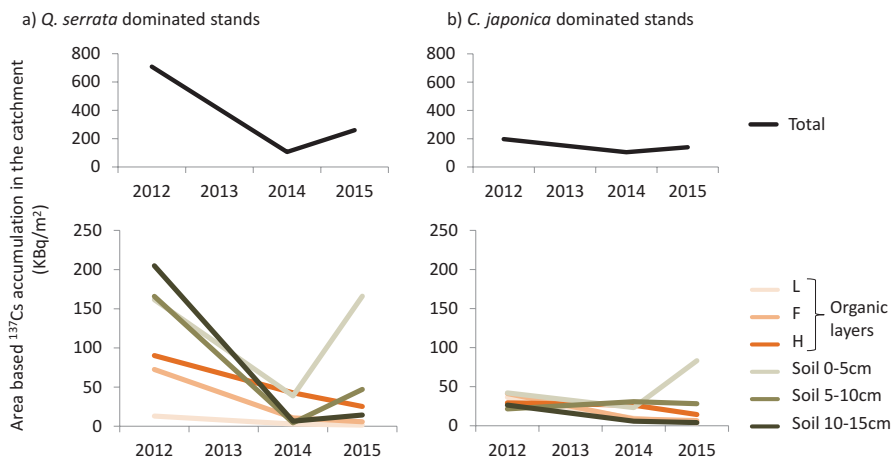 a) Q. serrata dominated stands
b) C. japonica dominated stands
Area based ¹³⁷Cs accumulation in the catchment
(KBq/m²)
800
600
400
200
0
2012 2013 2014 2015
800
600
400
200
0
2012 2013 2014 2015
Total
250
200
150
100
50
0
2012 2013 2014 2015
250
200
150
100
50
0
2012 2013 2014 2015
L
F
H
Organic
layers
Soil 0-5cm
Soil 5-10cm
Soil 10-15cm